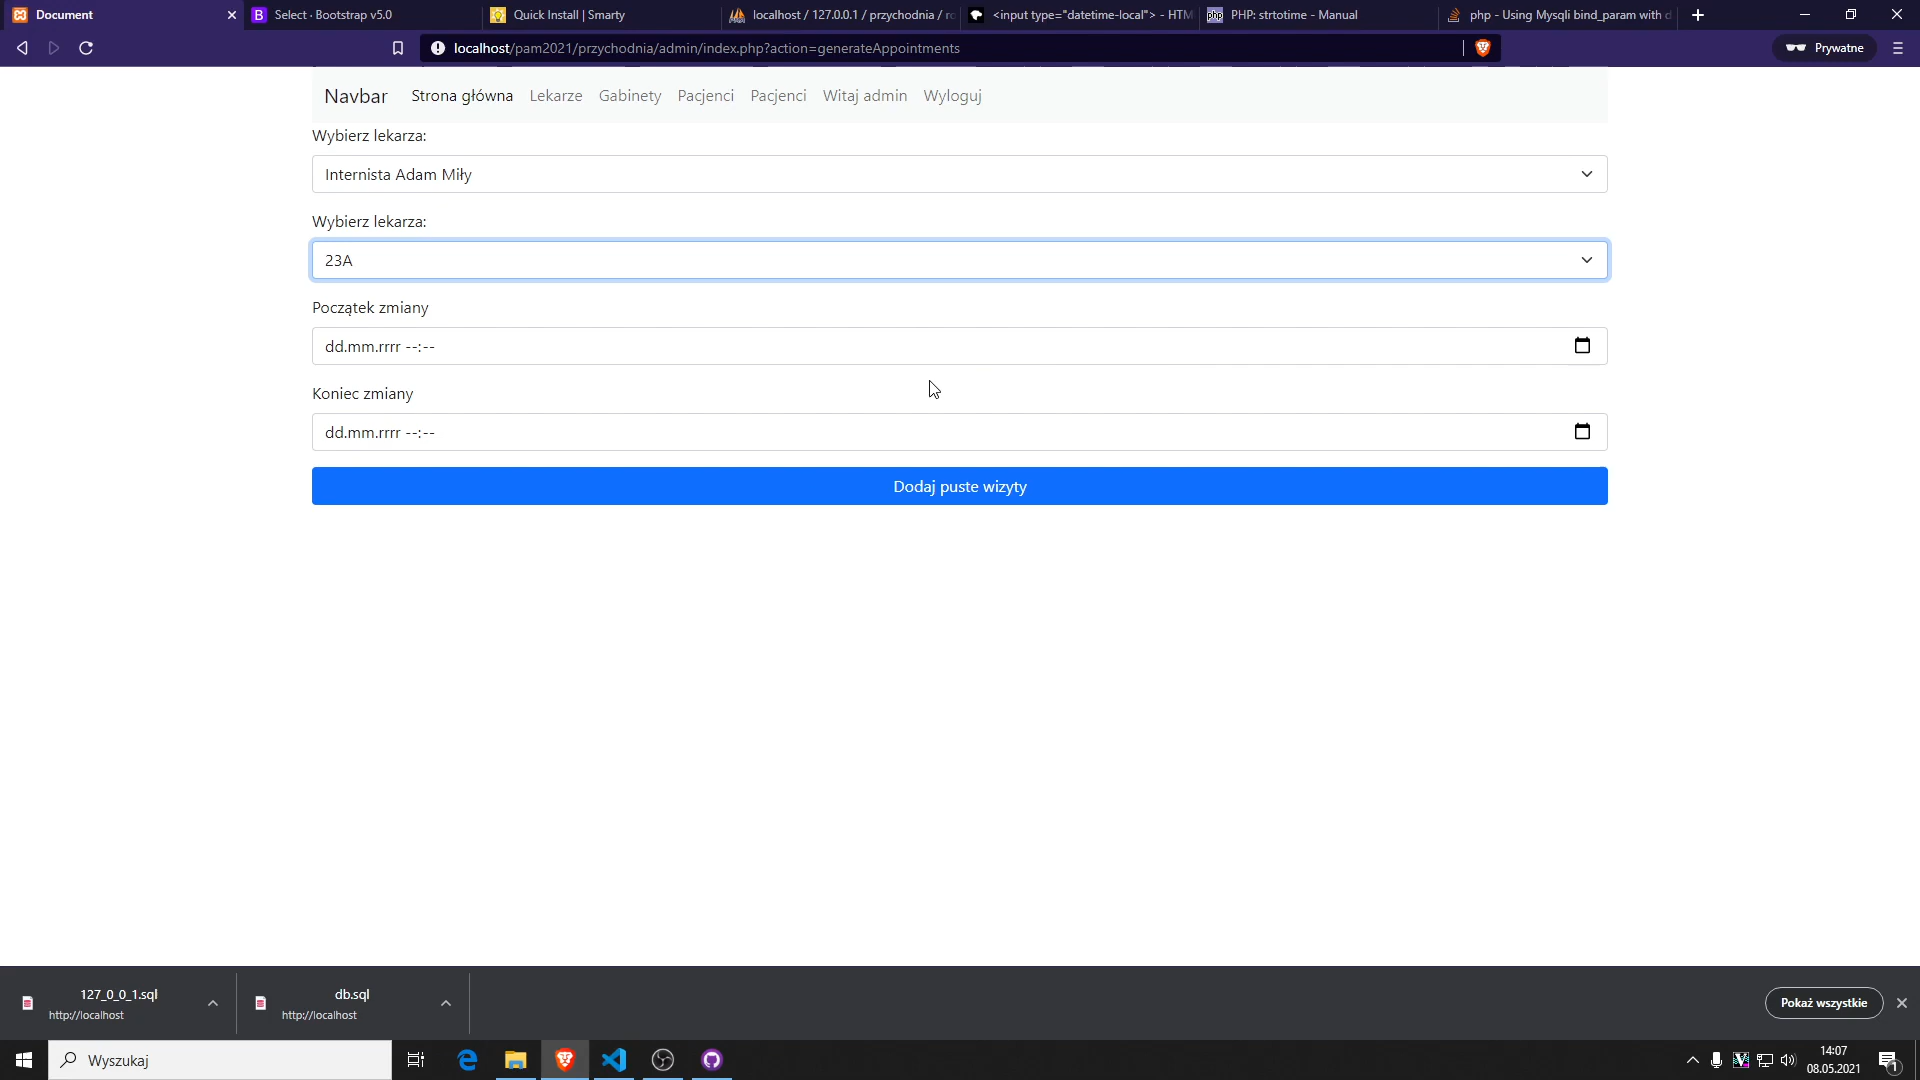 Document
Select · Bootstrap v5.0
Quick Install | Smarty
localhost / 127.0.0.1 / przychodnia / ro
<input type="datetime-local"> - HTM
PHP: strtotime - Manual
php - Using Mysqli bind_param with d
localhost/pam2021/przychodnia/admin/index.php?action=generateAppointments
Prywatne
Navbar Strona główna Lekarze Gabinety Pacjenci Pacjenci Witaj admin Wyloguj
Wybierz lekarza:
Internista Adam Miły
Wybierz lekarza:
23A
Początek zmiany
dd.mm.rrrr --:--
Koniec zmiany
dd.mm.rrrr --:--
Dodaj puste wizyty
127_0_0_1.sql
http://localhost
db.sql
http://localhost
Pokaż wszystkie
Wyszukaj
14:07
08.05.2021
1